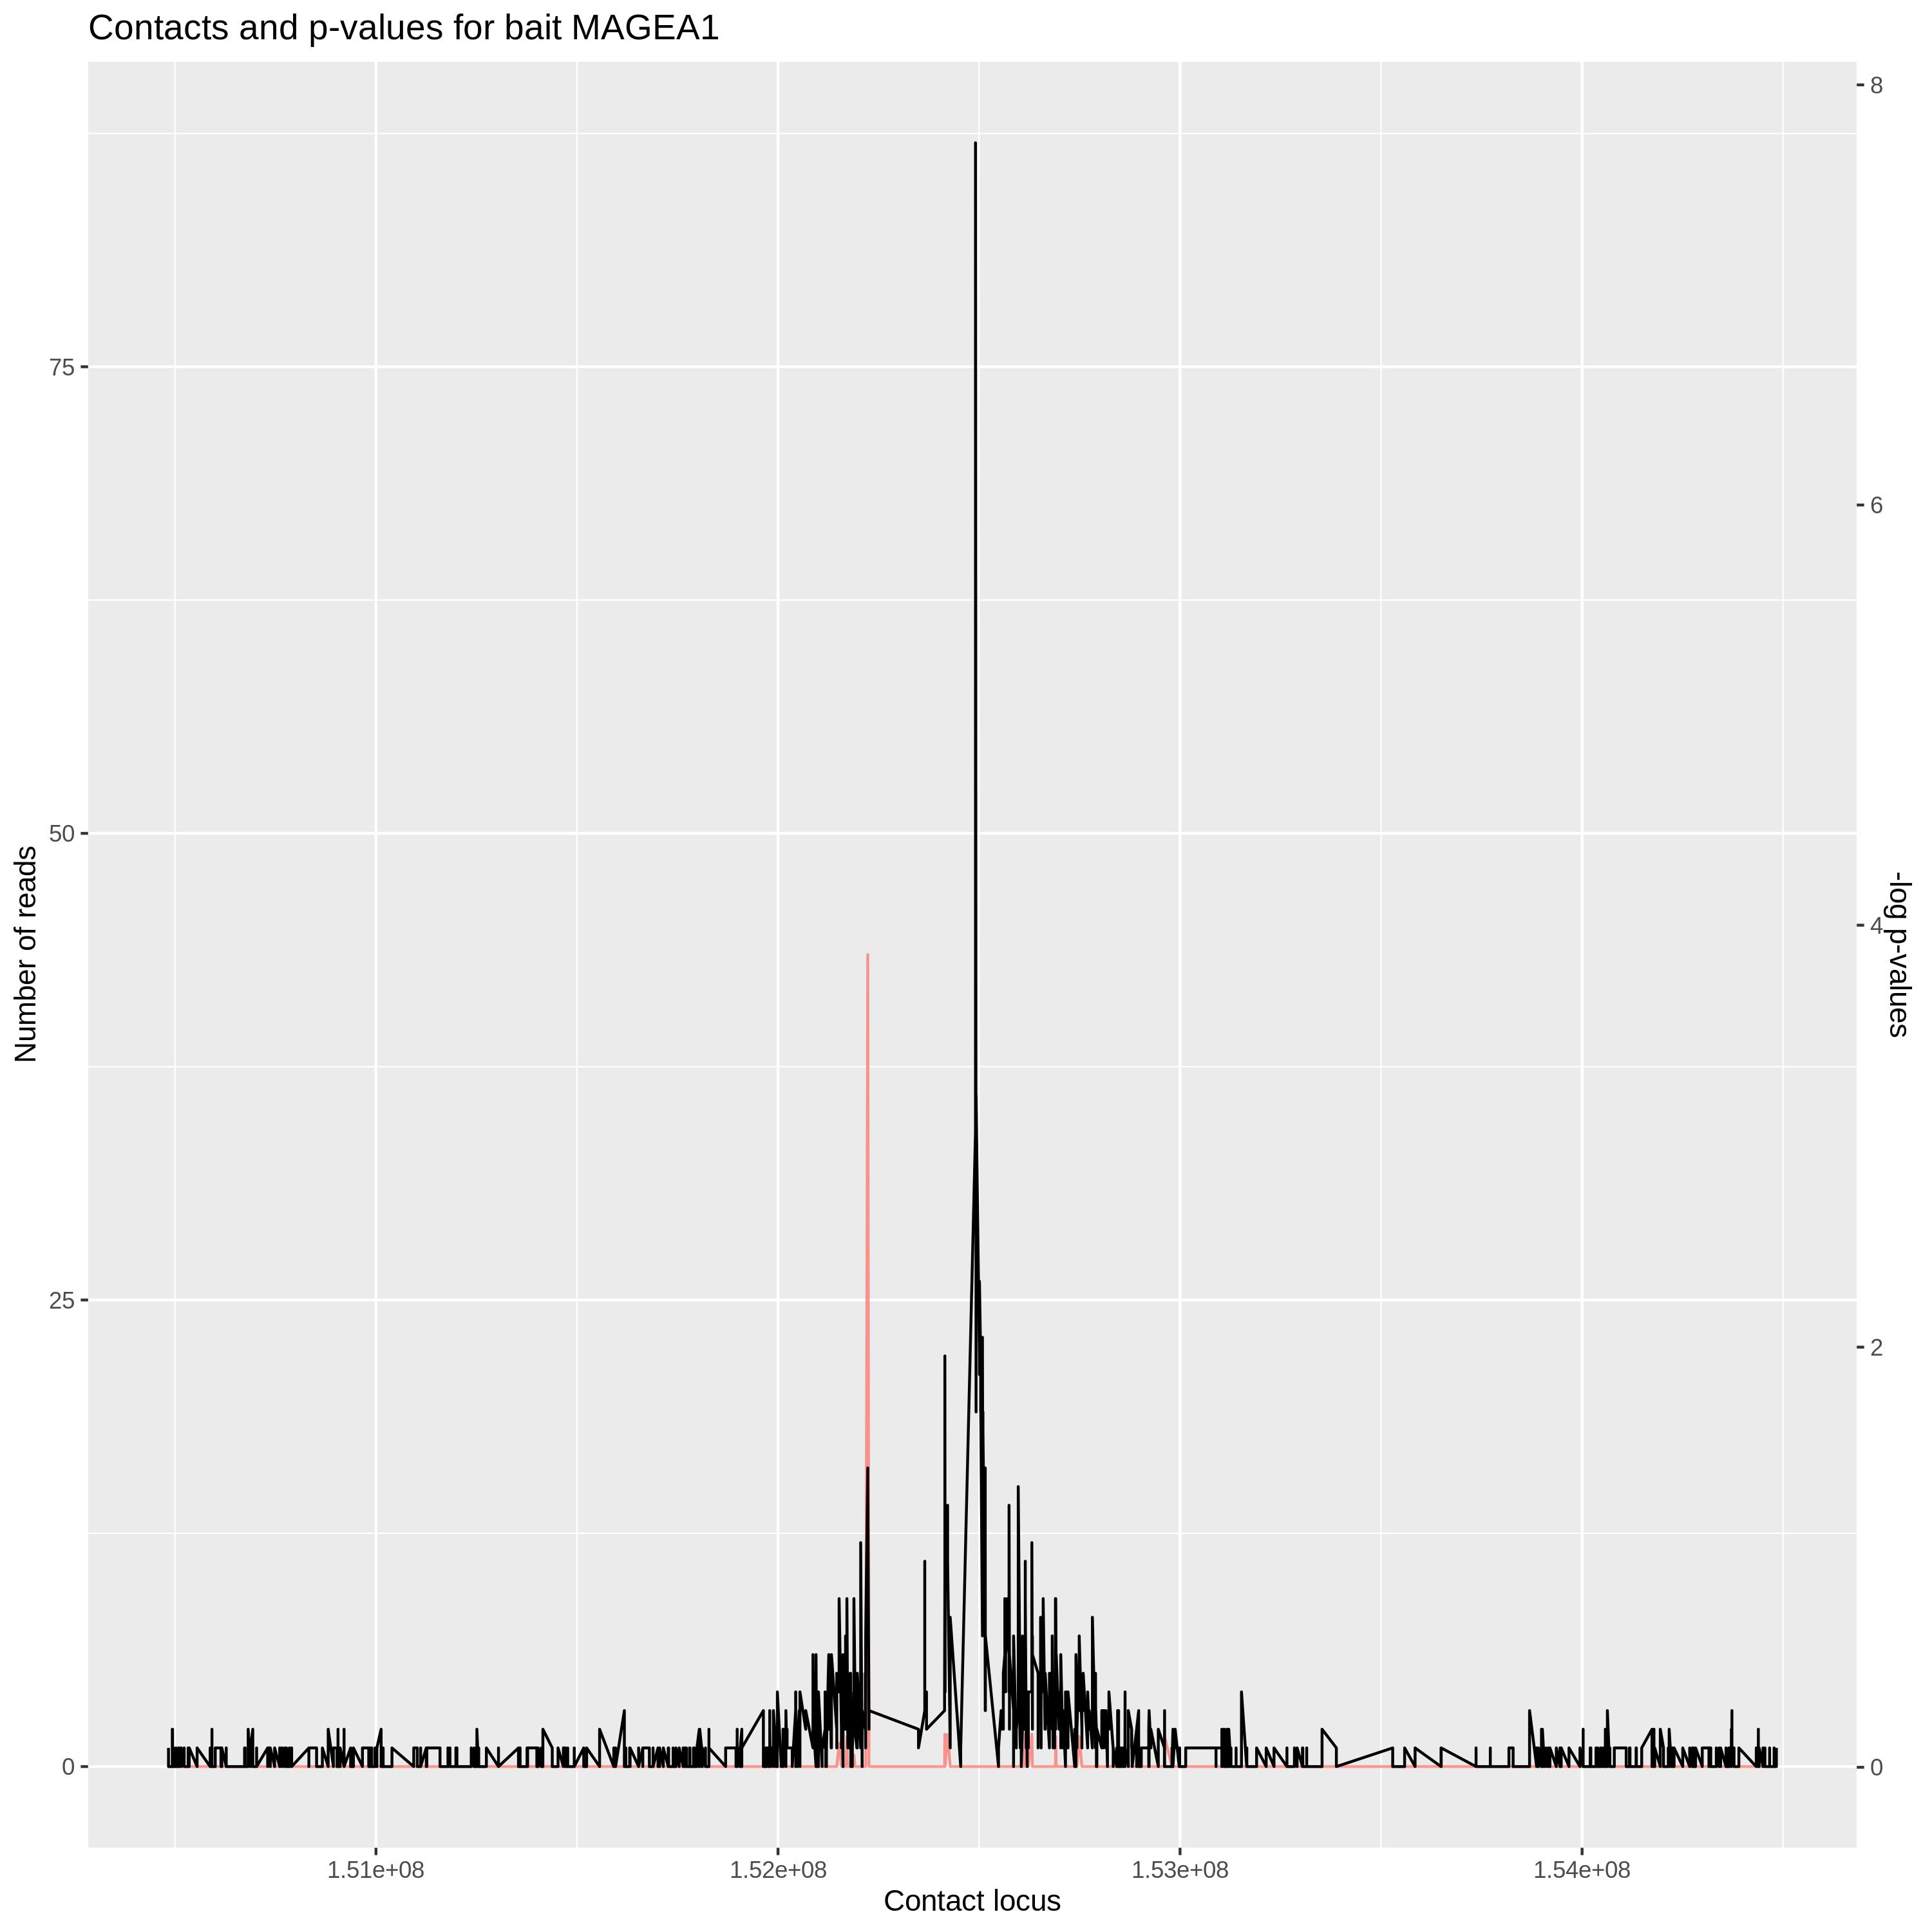 Contacts and p-values for bait MAGEA1
8
75
6
50
Number of reads
4
-log p-values
25
2
0
0
1.51e+08
1.52e+08
1.53e+08
1.54e+08
Contact locus